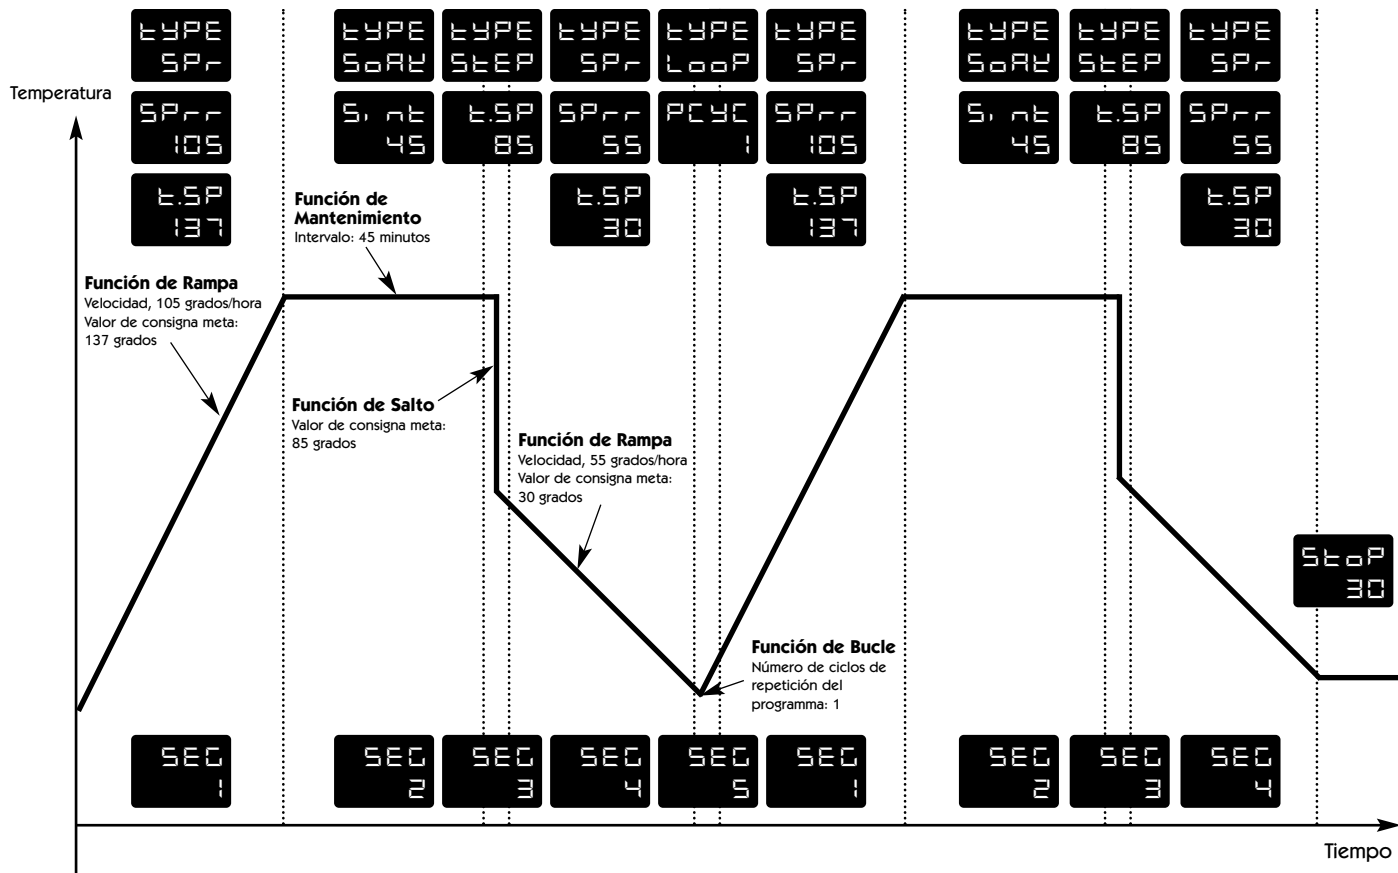 tYPE
SPr
tYPE
SoAK
tYPE
StEP
tYPE
SPr
tYPE
LooP
tYPE
SPr
tYPE
SoAK
tYPE
StEP
tYPE
SPr
Temperatura
SPrr
105
Sint
45
t.SP
85
SPrr
55
PCYC
1
SPrr
105
Sint
45
t.SP
85
SPrr
55
t.SP
137
t.SP
30
t.SP
137
t.SP
30
Función de
Mantenimiento
Intervalo: 45 minutos
Función de Rampa
Velocidad, 105 grados/hora
Valor de consigna meta:
137 grados
Función de Salto
Valor de consigna meta:
85 grados
Función de Rampa
Velocidad, 55 grados/hora
Valor de consigna meta:
30 grados
StoP
30
Función de Bucle
Número de ciclos de
repetición del
programa: 1
SEG
1
SEG
2
SEG
3
SEG
4
SEG
5
SEG
1
SEG
2
SEG
3
SEG
4
Tiempo